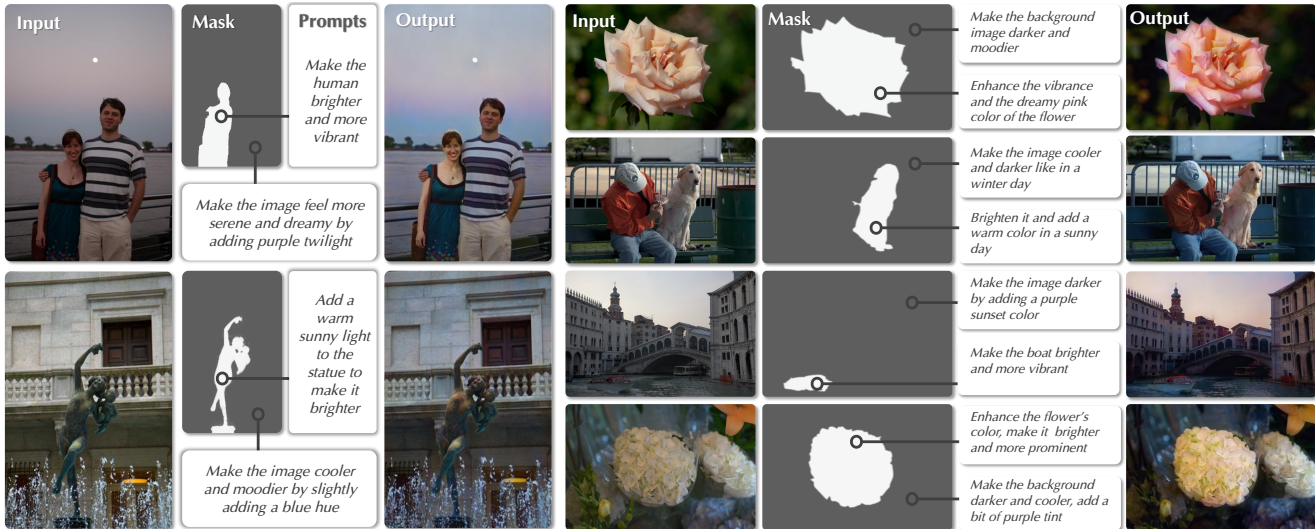 Input
Mask
Prompts
Output
Make the
human
brighter
and more
vibrant
Make the image feel more
serene and dreamy by
adding purple twilight
Add a
warm
sunny light
to the
statue to
make it
brighter
Make the image cooler
and moodier by slightly
adding a blue hue
Input
Mask
Output
Make the background
image darker and
moodier
Enhance the vibrance
and the dreamy pink
color of the flower
Make the image cooler
and darker like in a
winter day
Brighten it and add a
warm color in a sunny
day
Make the image darker
by adding a purple
sunset color
Make the boat brighter
and more vibrant
Enhance the flower's
color, make it brighter
and more prominent
Make the background
darker and cooler, add a
bit of purple tint